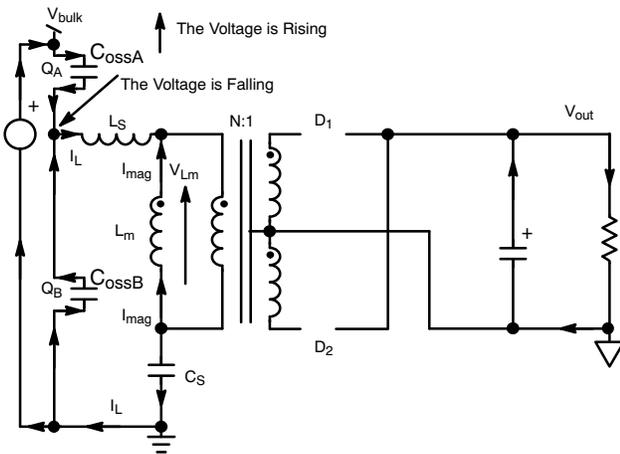 V_bulk
The Voltage is Rising
C_ossA
Q_A
The Voltage is Falling
+
L_S
N:1
D_1
V_out
I_L
I_mag
V_Lm
L_m
+
C_ossB
Q_B
I_mag
D_2
C_S
I_L